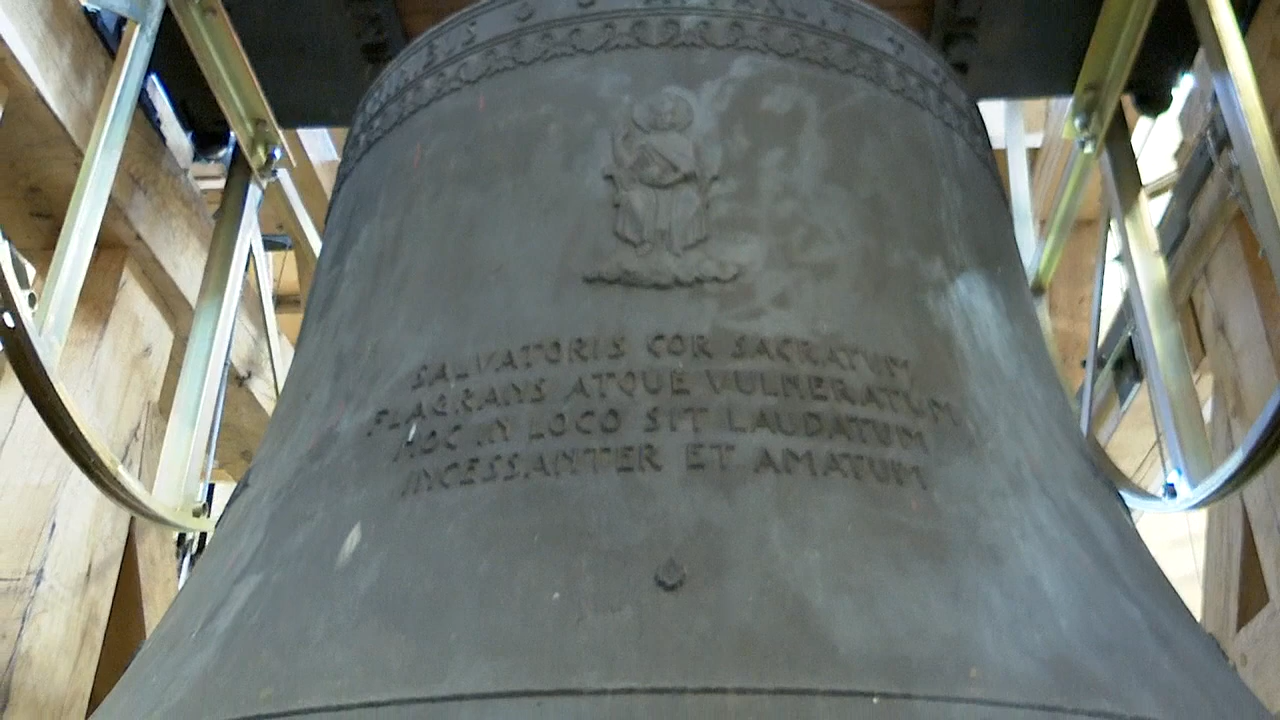 SALVATORIS COR SACRATUM
FLAGRANS ATQUE VULNERATUM
HOC IN LOCO SIT LAUDATUM
INCESSANTER ET AMATUM